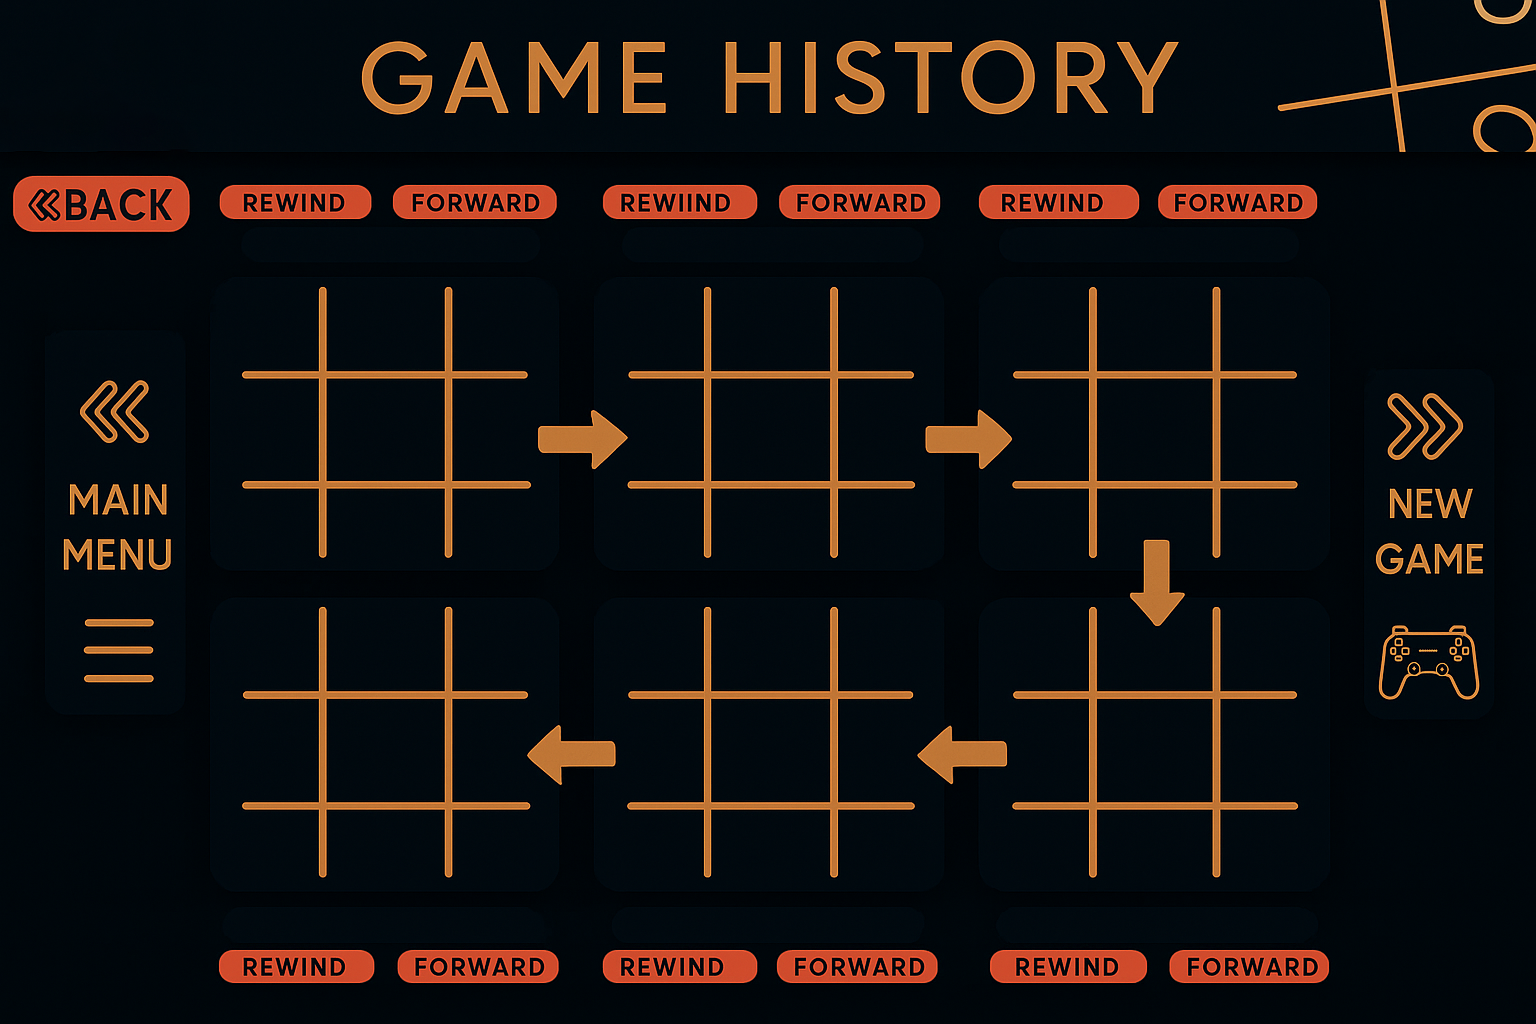 GAME HISTORY
BACK
REWIND
FORWARD
REWIIND
FORWARD
REWIND
FORWARD
MAIN
MENU
NEW
GAME
REWIND
FORWARD
REWIND
FORWARD
REWIND
FORWARD